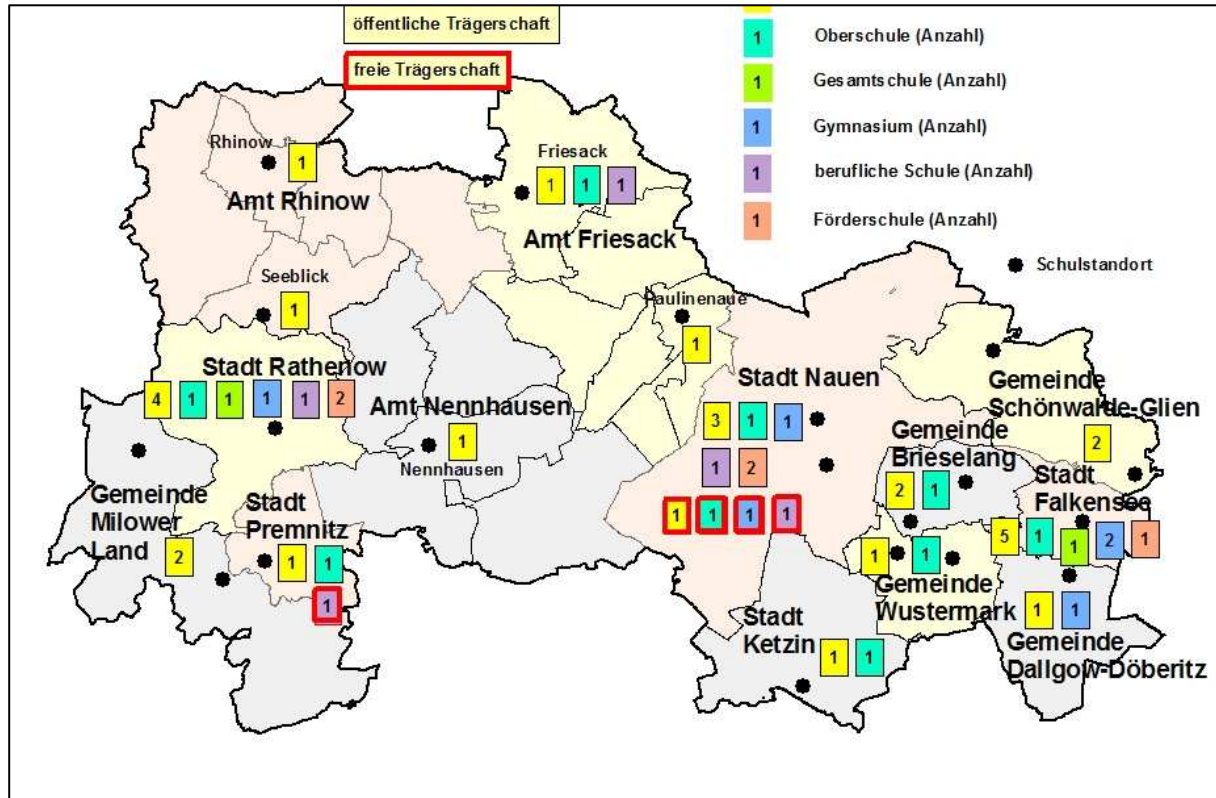 öffentliche Trägerschaft
freie Trägerschaft
1 Oberschule (Anzahl)
1 Gesamtschule (Anzahl)
1 Gymnasium (Anzahl)
1 berufliche Schule (Anzahl)
1 Förderschule (Anzahl)
Schulstandort
Rhinow
1
Amt Rhinow
Friesack
1 1 1
Amt Friesack
Seeblick
1
Paulinenaue
1
Stadt Rathenow
4 1 1 1 1 2
Amt Nennhausen
1
Nennhausen
Stadt Nauen
3 1 1
1 2
1 1 1 1
Gemeinde
Schönwalde-Glien
2
Gemeinde
Brieselang
2 1
Stadt
Falkensee
5 1 1 2 1
Gemeinde
Milower
Land
2
Stadt
Premnitz
1 1
1
1 1
Gemeinde
Wustermark
Stadt
Ketzin
1 1
1 1
Gemeinde
Dallgow-Döberitz